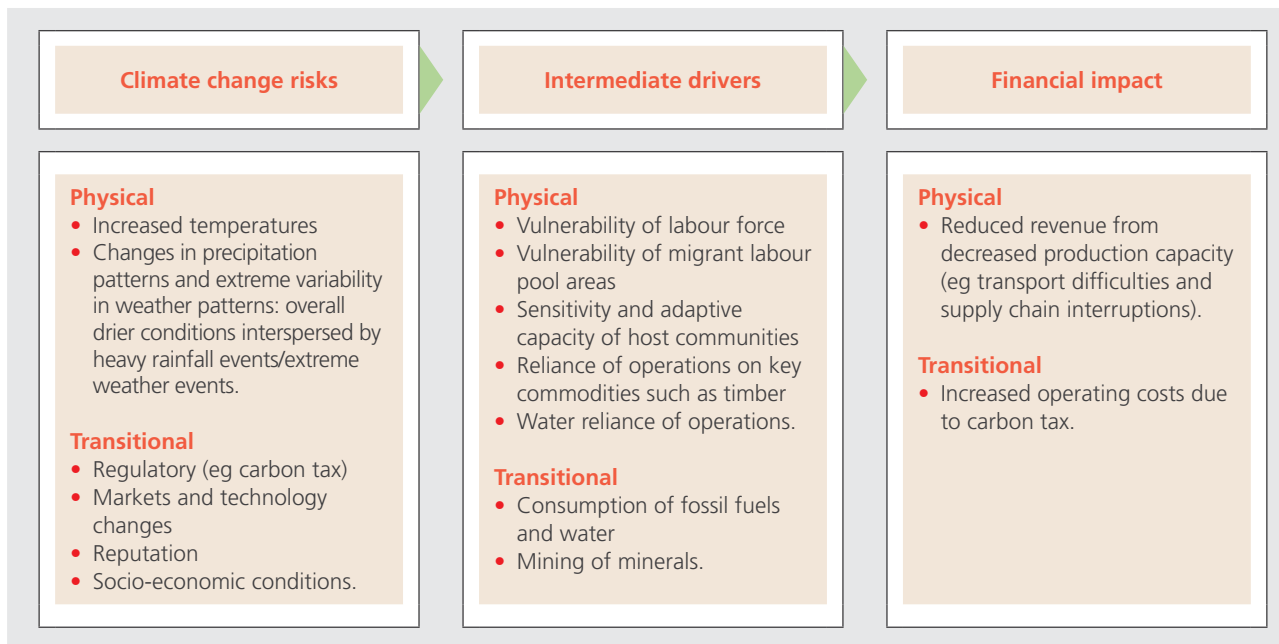 Climate change risks
Intermediate drivers
Financial impact
Physical
• Increased temperatures
• Changes in precipitation
patterns and extreme variability
in weather patterns: overall
drier conditions interspersed by
heavy rainfall events/extreme
weather events.
Transitional
• Regulatory (eg carbon tax)
• Markets and technology
changes
• Reputation
• Socio-economic conditions.
Physical
• Vulnerability of labour force
• Vulnerability of migrant labour
pool areas
• Sensitivity and adaptive
capacity of host communities
• Reliance of operations on key
commodities such as timber
• Water reliance of operations.
Transitional
• Consumption of fossil fuels
and water
• Mining of minerals.
Physical
• Reduced revenue from
decreased production capacity
(eg transport difficulties and
supply chain interruptions).
Transitional
• Increased operating costs due
to carbon tax.